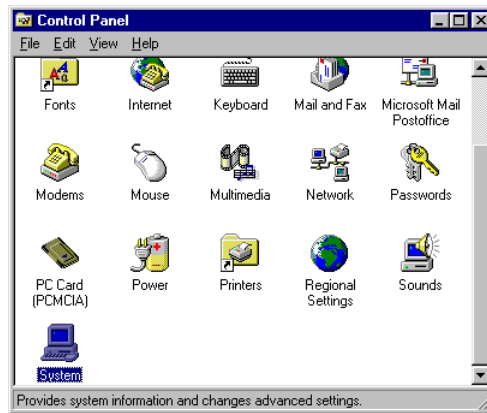 Control Panel
File Edit View Help
Fonts Internet Keyboard Mail and Fax Microsoft Mail
Postoffice
Modems Mouse Multimedia Network Passwords
PC Card Power Printers Regional Sounds
(PCMCIA) Settings
System
Provides system information and changes advanced settings.